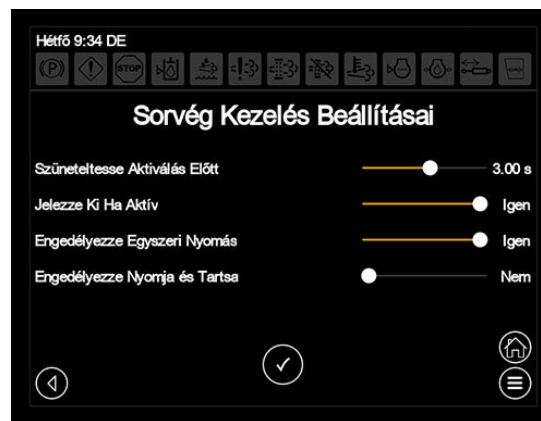 Hétfő 9:34 DE
STOP
Sorvég Kezelés Beállításai
Szüneteltesse Aktiválás Előtt 3.00 s
Jelezze Ki Ha Aktív Igen
Engedélyezze Egyszeri Nyomás Igen
Engedélyezze Nyomja és Tartsa Nem